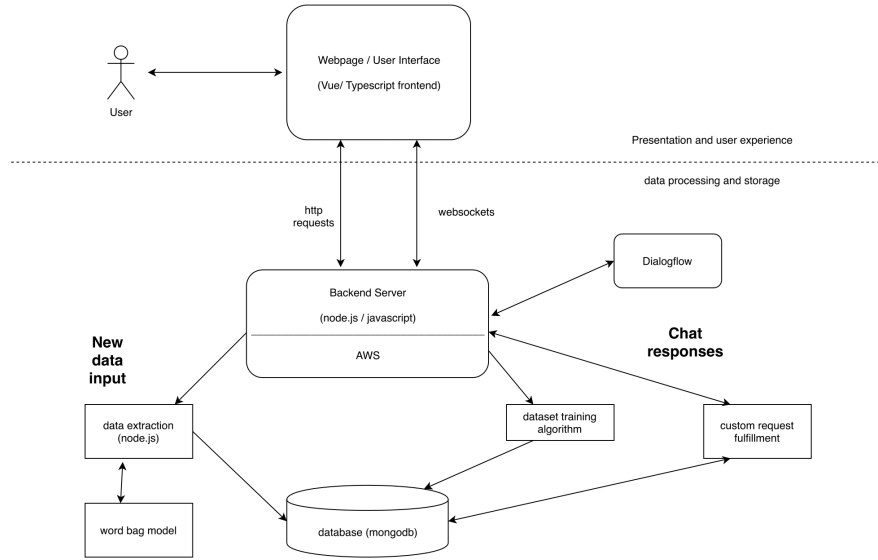 Webpage / User Interface
(Vue/ Typescript frontend)
User
Presentation and user experience
data processing and storage
http
requests
websockets
Dialogflow
Backend Server
(node.js / javascript)
AWS
New
data
input
Chat
responses
data extraction
(node.js)
dataset training
algorithm
custom request
fulfillment
word bag model
database (mongodb)